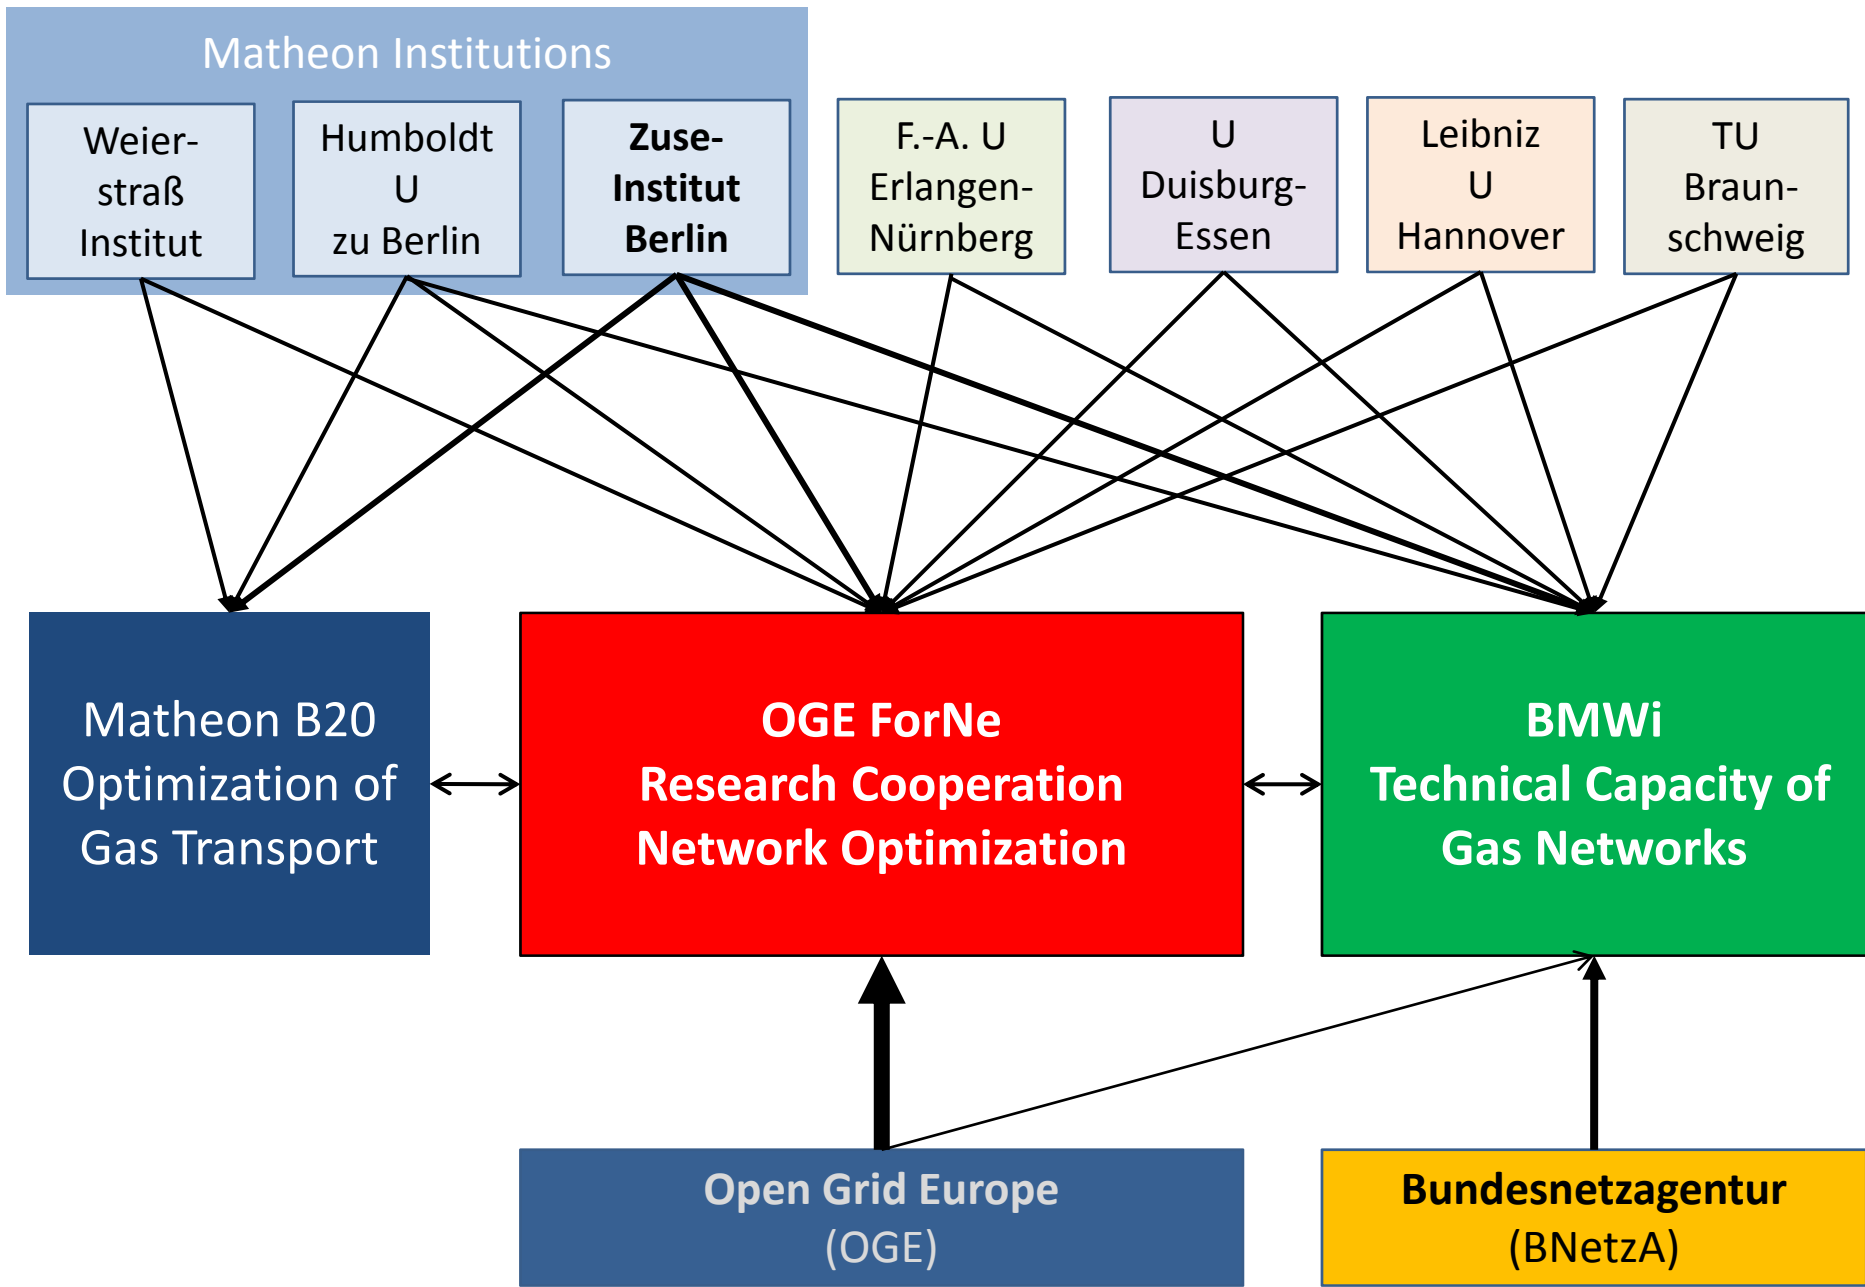 Matheon Institutions
Weier-
straß
Institut
Humboldt
U
zu Berlin
Zuse-
Institut
Berlin
F.-A. U
Erlangen-
Nürnberg
U
Duisburg-
Essen
Leibniz
U
Hannover
TU
Braun-
schweig
Matheon B20
Optimization of
Gas Transport
OGE ForNe
Research Cooperation
Network Optimization
BMWi
Technical Capacity of
Gas Networks
Open Grid Europe
(OGE)
Bundesnetzagentur
(BNetzA)